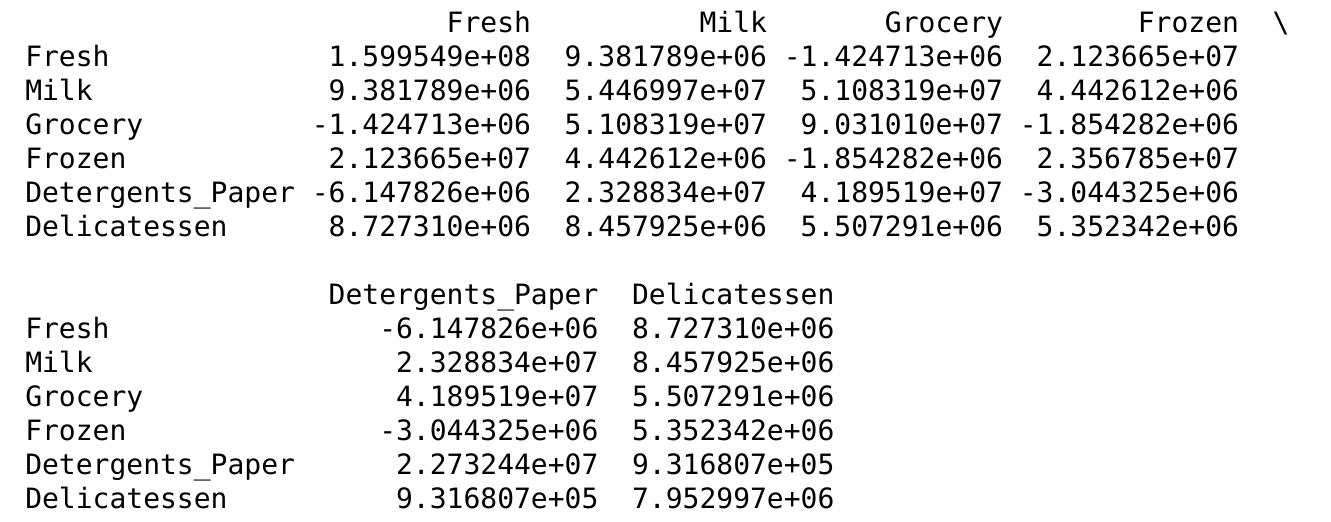 Fresh Milk Grocery Frozen \
Fresh 1.599549e+08 9.381789e+06 -1.424713e+06 2.123665e+07
Milk 9.381789e+06 5.446997e+07 5.108319e+07 4.442612e+06
Grocery -1.424713e+06 5.108319e+07 9.031010e+07 -1.854282e+06
Frozen 2.123665e+07 4.442612e+06 -1.854282e+06 2.356785e+07
Detergents_Paper -6.147826e+06 2.328834e+07 4.189519e+07 -3.044325e+06
Delicatessen 8.727310e+06 8.457925e+06 5.507291e+06 5.352342e+06
Detergents_Paper Delicatessen
Fresh -6.147826e+06 8.727310e+06
Milk 2.328834e+07 8.457925e+06
Grocery 4.189519e+07 5.507291e+06
Frozen -3.044325e+06 5.352342e+06
Detergents_Paper 2.273244e+07 9.316807e+05
Delicatessen 9.316807e+05 7.952997e+06